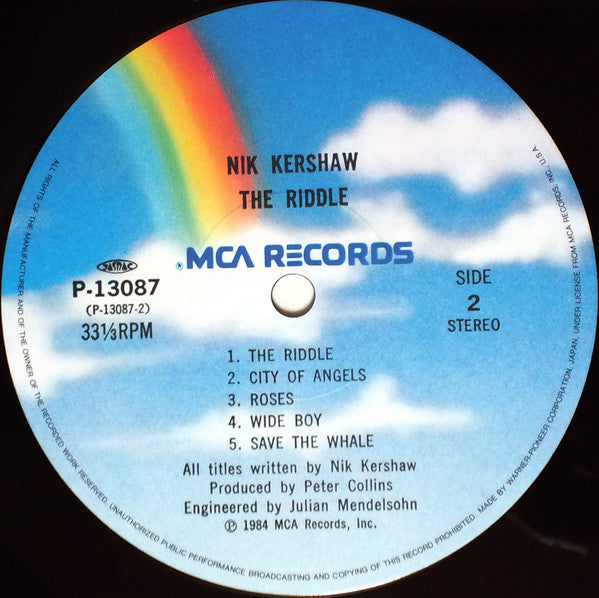 NIK KERSHAW
THE RIDDLE
®MCA RECORDS
JASRAC
P-13087
(P-13087-2)
33⅓RPM
SIDE
2
STEREO
1. THE RIDDLE
2. CITY OF ANGELS
3. ROSES
4. WIDE BOY
5. SAVE THE WHALE
All titles written by Nik Kershaw
Produced by Peter Collins
Engineered by Julian Mendelsohn
Ⓟ 1984 MCA Records, Inc.
ALL RIGHTS OF THE MANUFACTURER AND OF THE OWNER OF THE RECORDED WORK RESERVED. UNAUTHORIZED PUBLIC PERFORMANCE BROADCASTING AND COPYING OF THIS RECORD PROHIBITED. MADE BY WARNER-PIONEER CORPORATION, JAPAN, UNDER LICENSE FROM MCA RECORDS, INC., U.S.A.